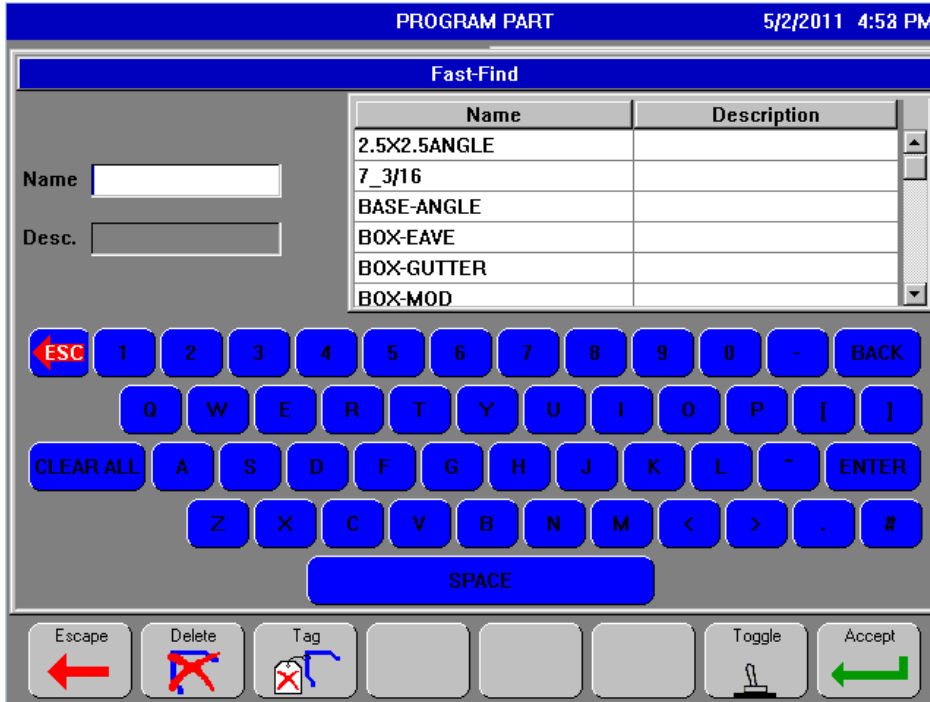 PROGRAM PART 5/2/2011 4:53 PM
Fast-Find
Name Description
2.5X2.5ANGLE
7_3/16
BASE-ANGLE
BOX-EAVE
BOX-GUTTER
BOX-MOD
Name
Desc.
ESC 1 2 3 4 5 6 7 8 9 0 - BACK
Q W E R T Y U I O P [ ]
CLEAR ALL A S D F G H J K L ~ ENTER
Z X C V B N M < > . #
SPACE
Escape Delete Tag Toggle Accept